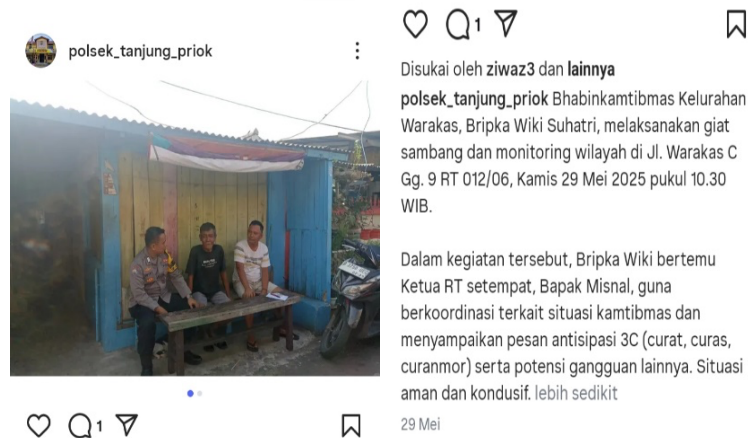 polsek_tanjung_priok
1
1
Disukai oleh ziwaz3 dan lainnya
polsek_tanjung_priok Bhabinkamtibmas Kelurahan
Warakas, Bripka Wiki Suhatri, melaksanakan giat
sambang dan monitoring wilayah di Jl. Warakas C
Gg. 9 RT 012/06, Kamis 29 Mei 2025 pukul 10.30
WIB.
Dalam kegiatan tersebut, Bripka Wiki bertemu
Ketua RT setempat, Bapak Misnal, guna
berkoordinasi terkait situasi kamtibmas dan
menyampaikan pesan antisipasi 3C (curat, curas,
curanmor) serta potensi gangguan lainnya. Situasi
aman dan kondusif. lebih sedikit
29 Mei